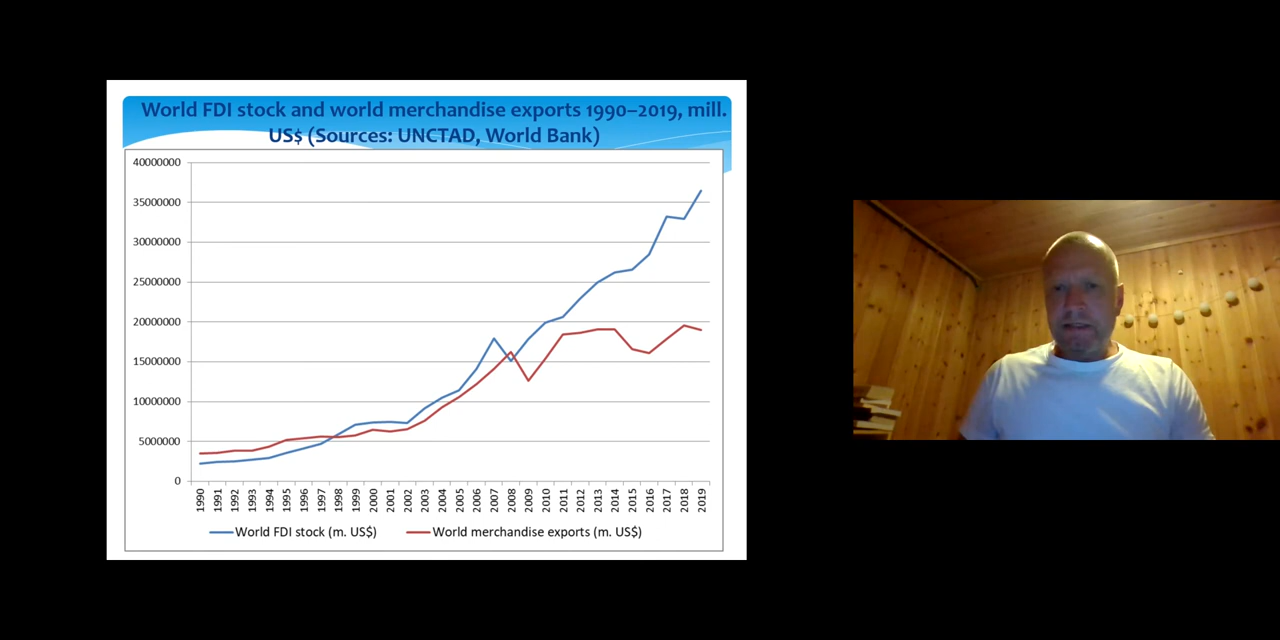 World FDI stock and world merchandise exports 1990–2019, mill.
US$ (Sources: UNCTAD, World Bank)
40000000
35000000
30000000
25000000
20000000
15000000
10000000
5000000
0
1990 1991 1992 1993 1994 1995 1996 1997 1998 1999 2000 2001 2002 2003 2004 2005 2006 2007 2008 2009 2010 2011 2012 2013 2014 2015 2016 2017 2018 2019
World FDI stock (m. US$) World merchandise exports (m. US$)